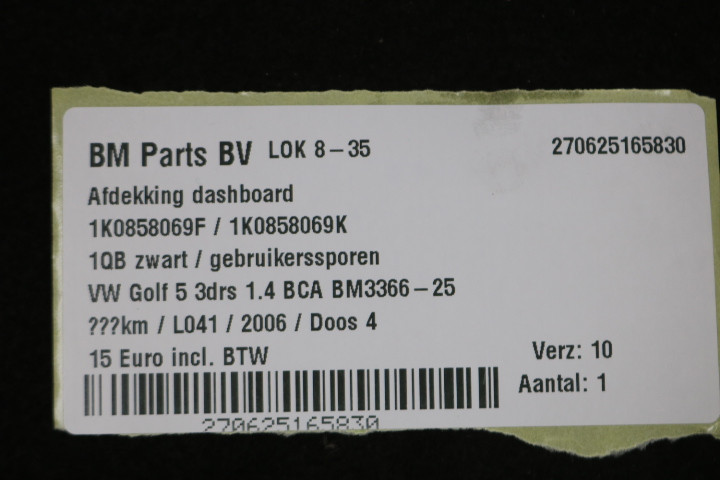 BM Parts BV LOK 8-35 270625165830
Afdekking dashboard
1K0858069F / 1K0858069K
1QB zwart / gebruikerssporen
VW Golf 5 3drs 1.4 BCA BM3366-25
???km / L041 / 2006 / Doos 4
15 Euro incl. BTW Verz: 10
Aantal: 1
270625165830